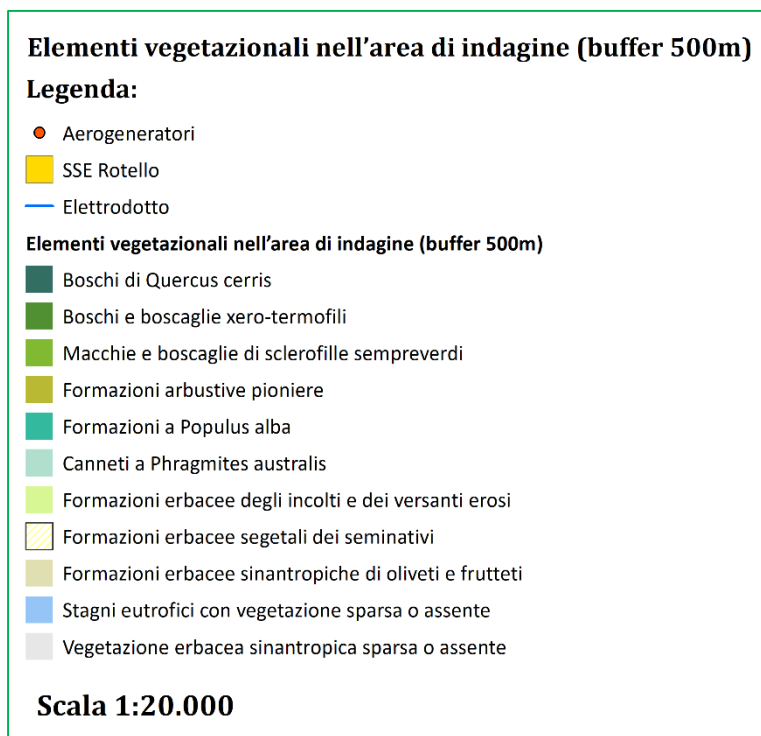 Elementi vegetazionali nell'area di indagine (buffer 500m)
Legenda:
Aerogeneratori
SSE Rotello
Elettrodotto
Elementi vegetazionali nell'area di indagine (buffer 500m)
Boschi di Quercus cerris
Boschi e boscaglie xero-termofili
Macchie e boscaglie di sclerofille sempreverdi
Formazioni arbustive pioniere
Formazioni a Populus alba
Canneti a Phragmites australis
Formazioni erbacee degli incolti e dei versanti erosi
Formazioni erbacee segetali dei seminativi
Formazioni erbacee sinantropiche di oliveti e frutteti
Stagni eutrofici con vegetazione sparsa o assente
Vegetazione erbacea sinantropica sparsa o assente
Scala 1:20.000